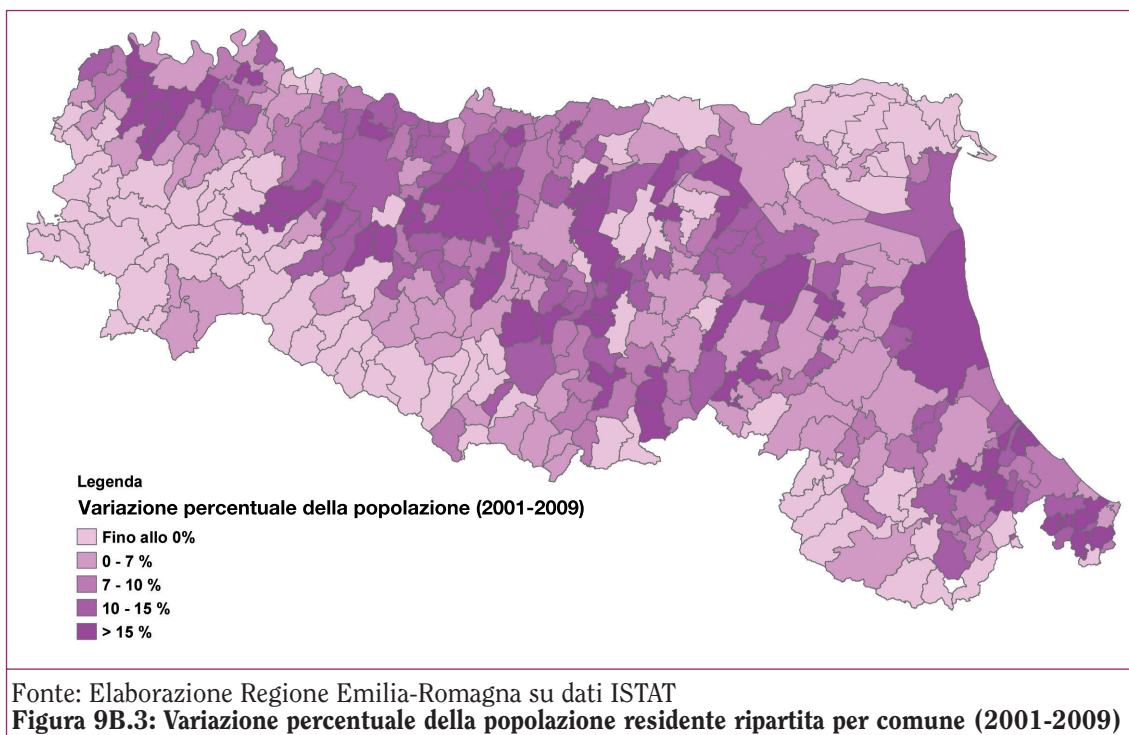 Legenda
Variazione percentuale della popolazione (2001-2009)
Fino allo 0%
0 - 7 %
7 - 10 %
10 - 15 %
> 15 %
Fonte: Elaborazione Regione Emilia-Romagna su dati ISTAT
Figura 9B.3: Variazione percentuale della popolazione residente ripartita per comune (2001-2009)